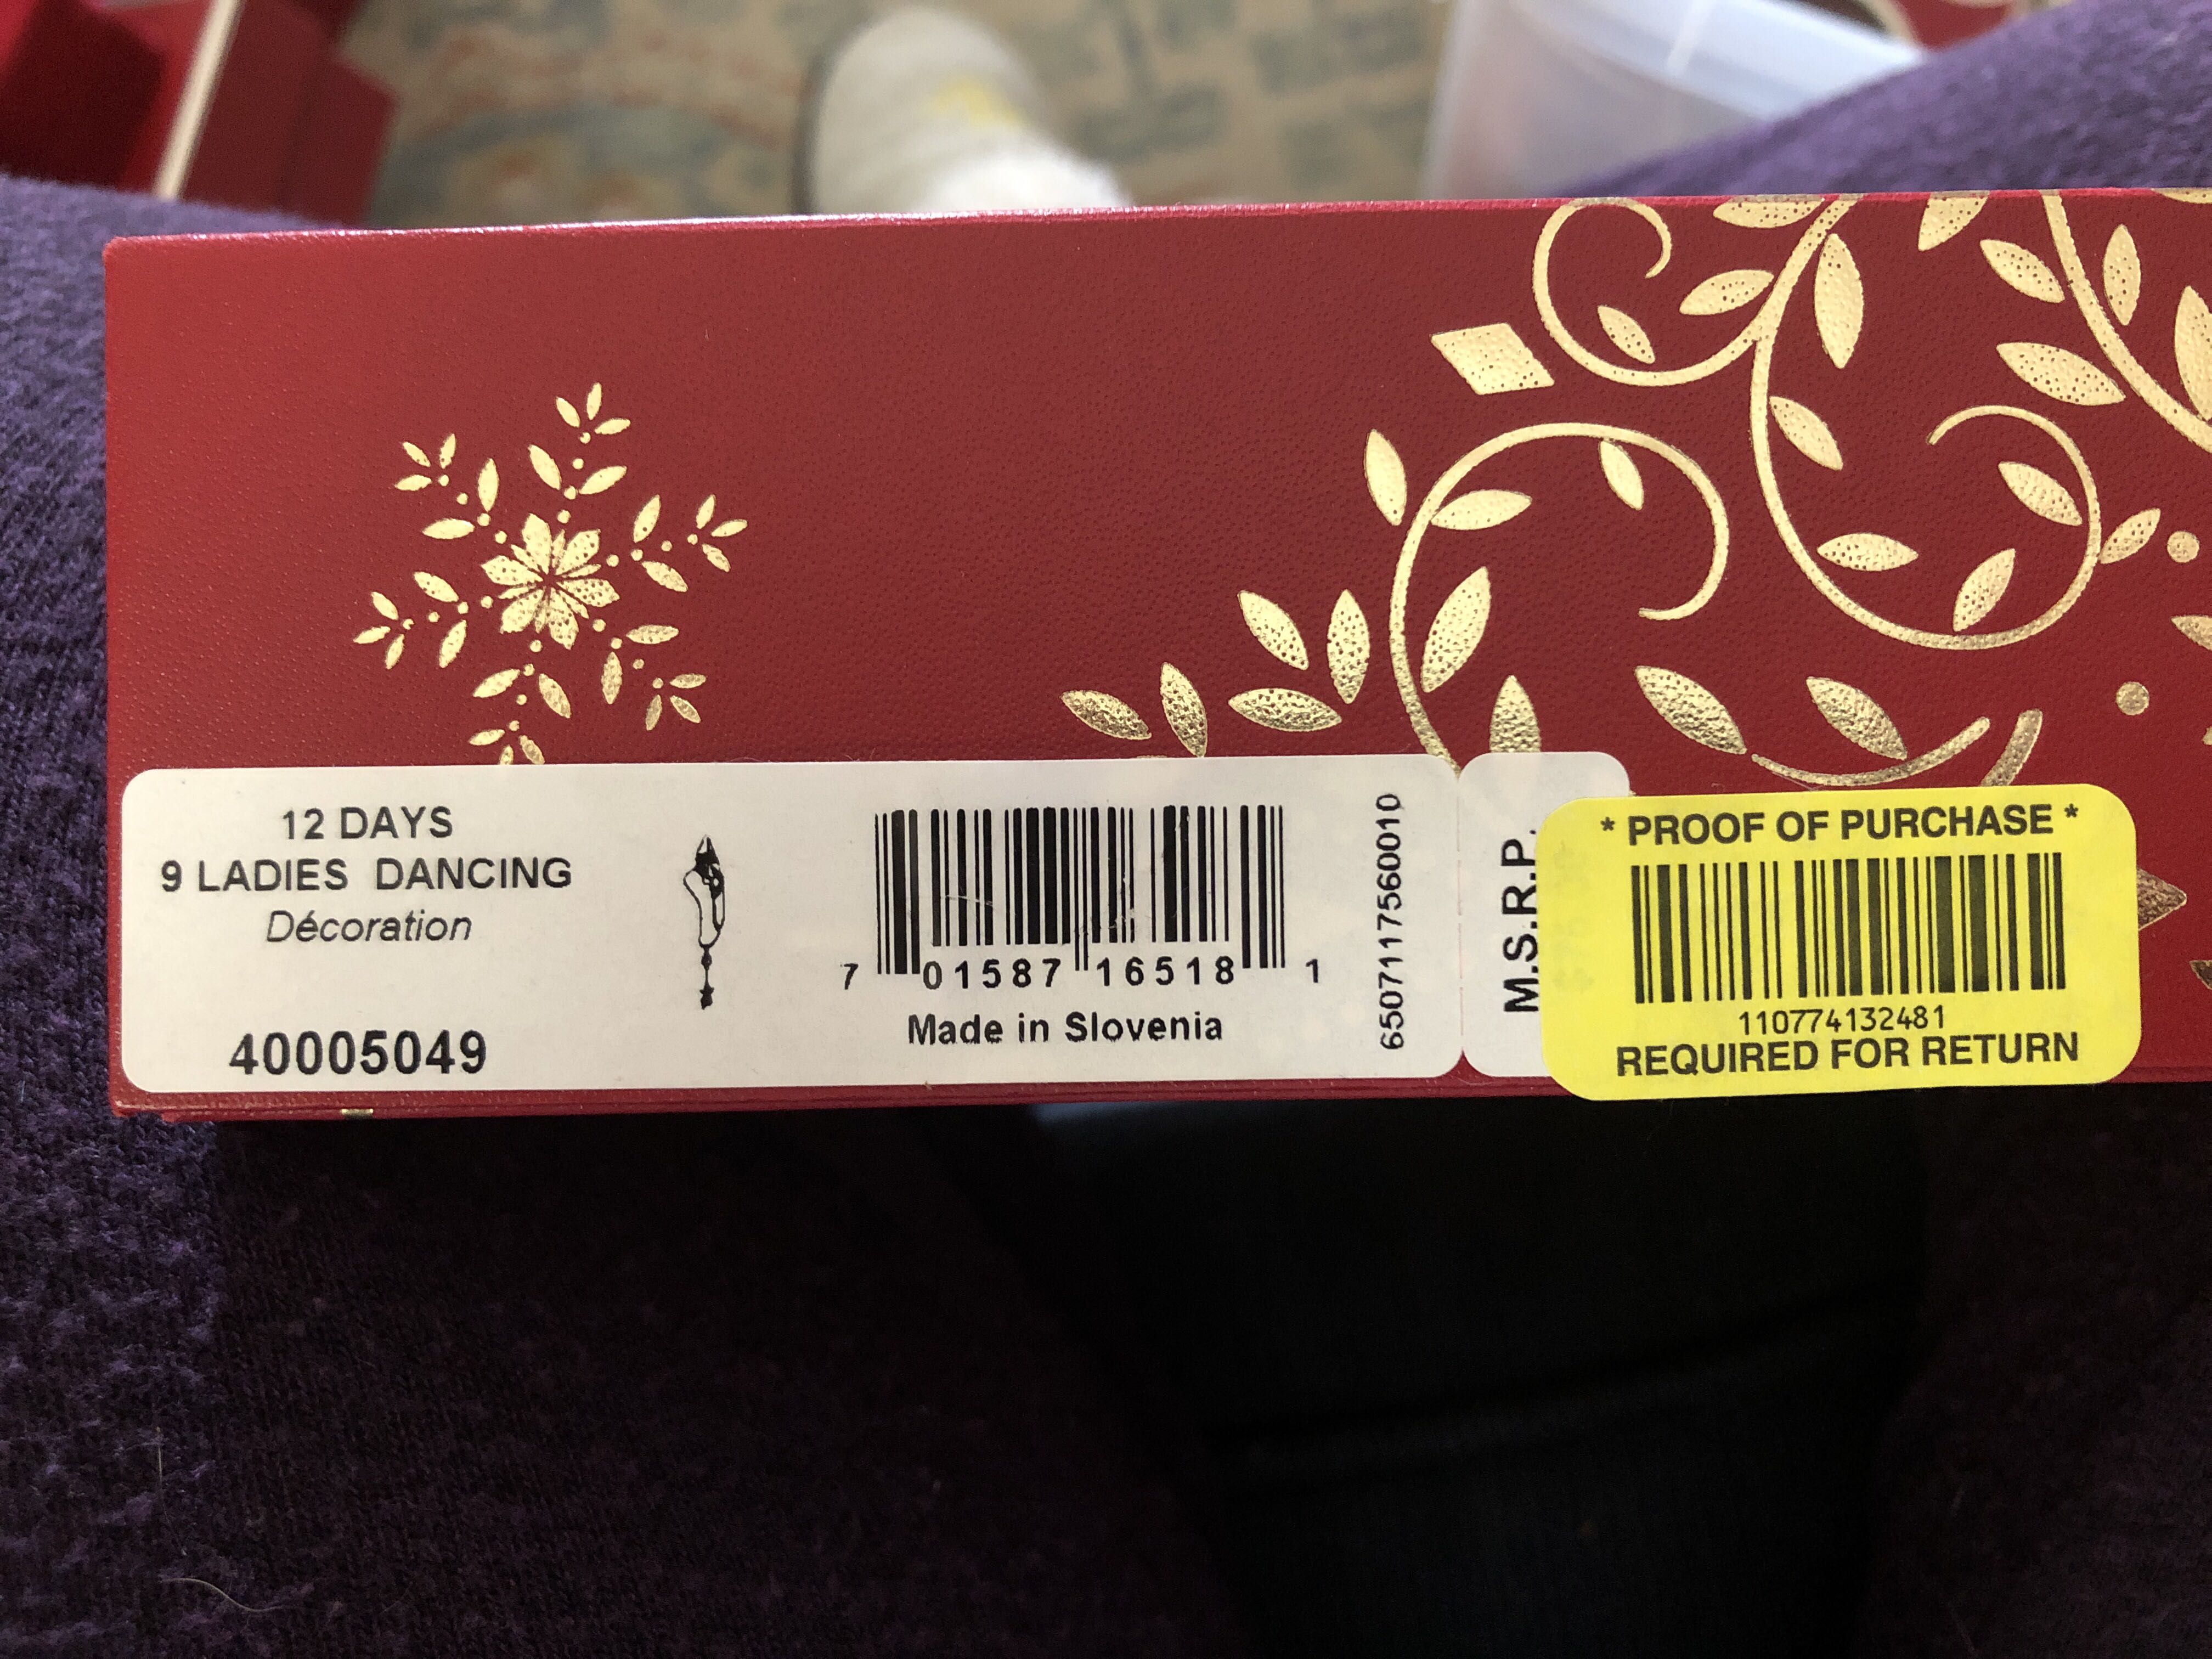 12 DAYS
9 LADIES DANCING
Décoration
40005049
7 01587 16518 1
Made in Slovenia
65071117560010
M.S.R.P.
* PROOF OF PURCHASE *
110774132481
REQUIRED FOR RETURN